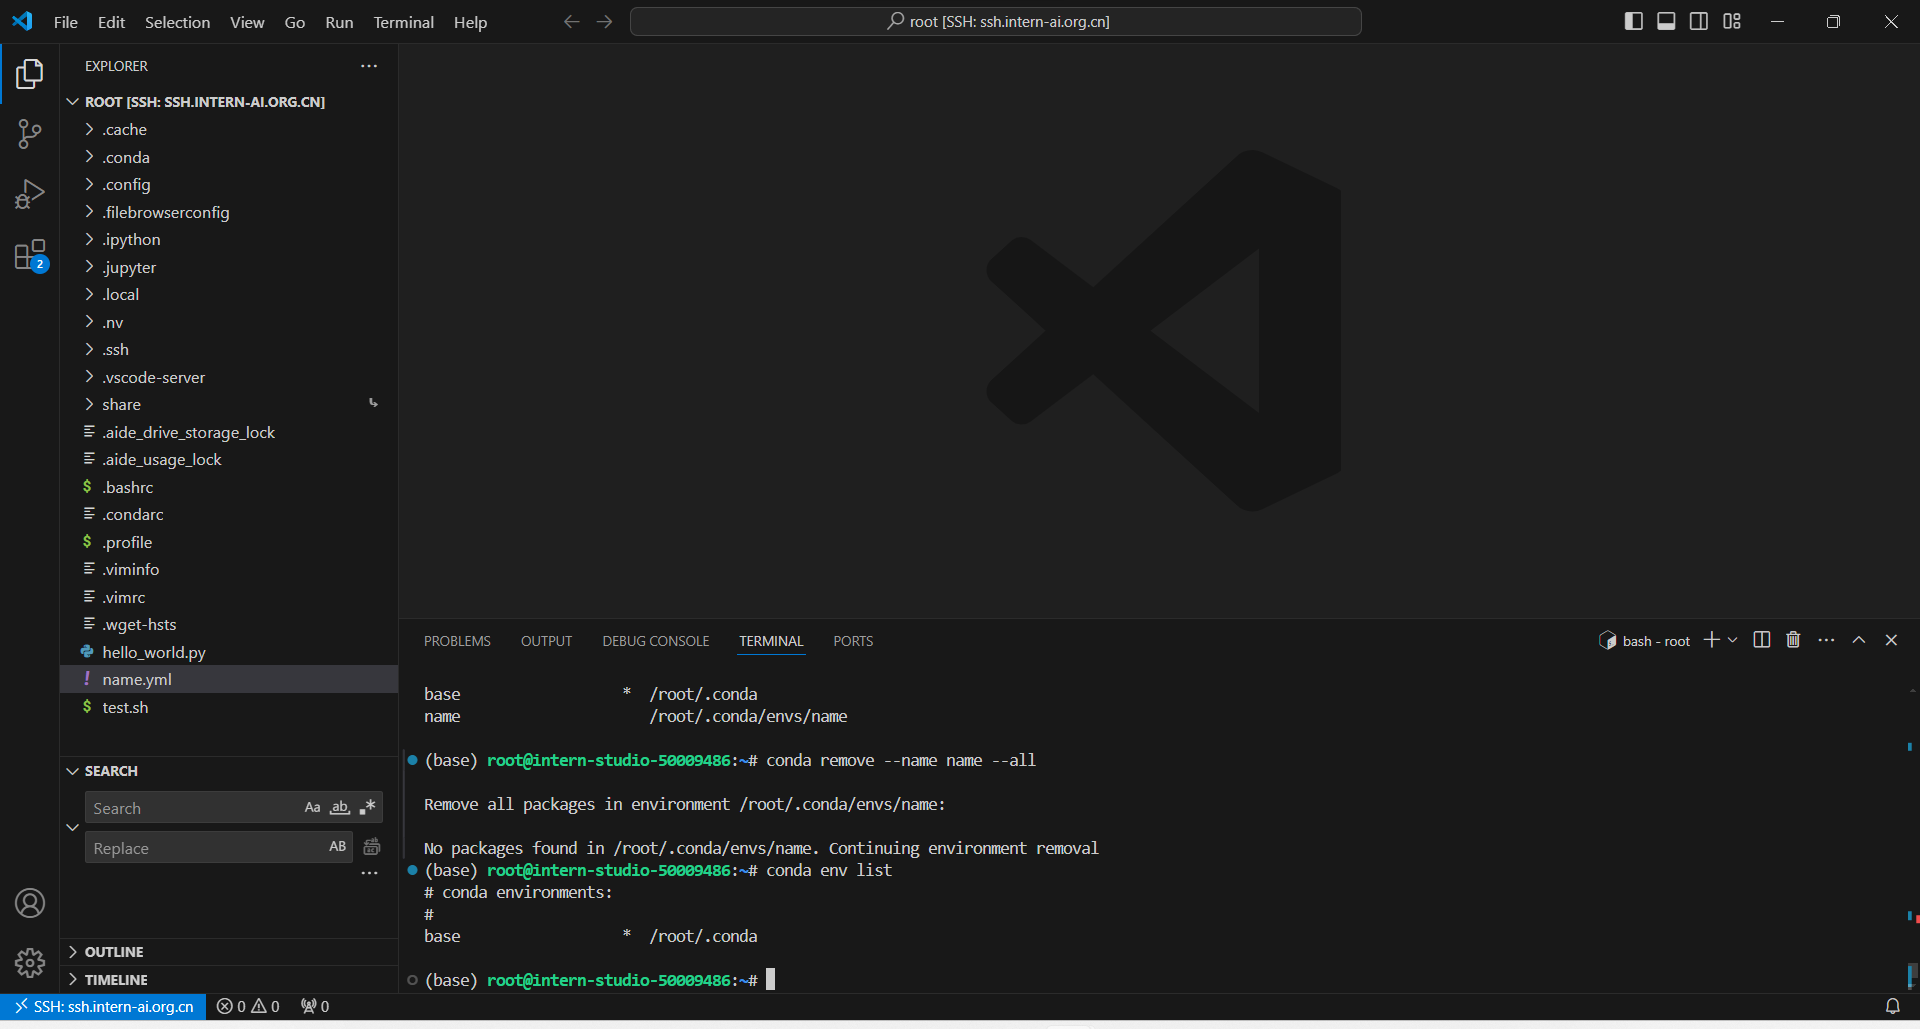 File Edit Selection View Go Run Terminal Help
root [SSH: ssh.intern-ai.org.cn]
EXPLORER
ROOT [SSH: SSH.INTERN-AI.ORG.CN]
.cache
.conda
.config
.filebrowserconfig
.ipython
.jupyter
.local
.nv
.ssh
.vscode-server
share
.aide_drive_storage_lock
.aide_usage_lock
$ .bashrc
.condarc
$ .profile
.viminfo
.vimrc
.wget-hsts
hello_world.py
! name.yml
$ test.sh
2
SEARCH
Search Aa ab *
Replace AB
OUTLINE
TIMELINE
PROBLEMS OUTPUT DEBUG CONSOLE TERMINAL PORTS
bash - root
base * /root/.conda
name /root/.conda/envs/name
(base) root@intern-studio-50009486:~# conda remove --name name --all
Remove all packages in environment /root/.conda/envs/name:
No packages found in /root/.conda/envs/name. Continuing environment removal
(base) root@intern-studio-50009486:~# conda env list
# conda environments:
#
base * /root/.conda
(base) root@intern-studio-50009486:~#
SSH: ssh.intern-ai.org.cn 0 0 0